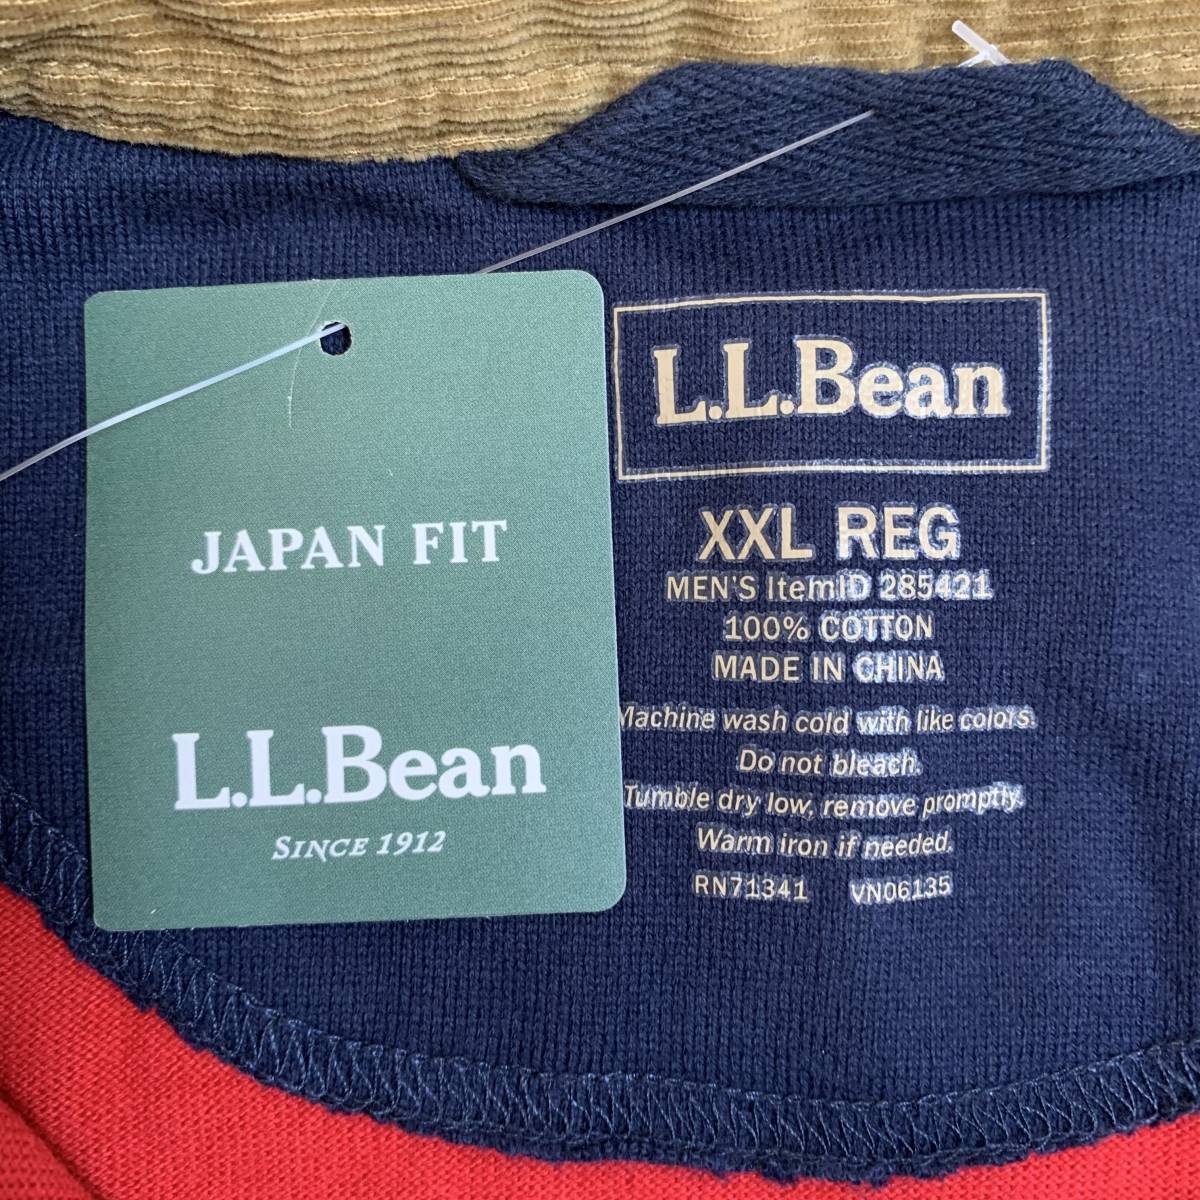 JAPAN FIT
L.L.Bean
SINCE 1912
L.L.Bean
XXL REG
MEN'S ItemID 285421
100% COTTON
MADE IN CHINA
Machine wash cold with like colors.
Do not bleach.
Tumble dry low, remove promptly.
Warm iron if needed.
RN71341 VN06135